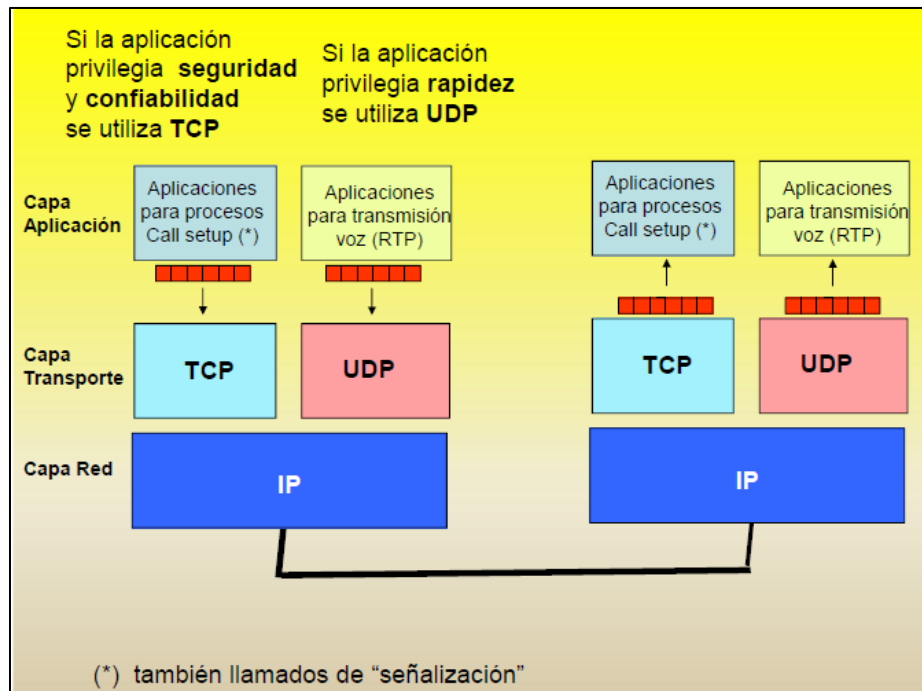 Si la aplicación
privilegia seguridad
y confiabilidad
se utiliza TCP
Si la aplicación
privilegia rapidez
se utiliza UDP
Capa
Aplicación
Aplicaciones
para procesos
Call setup (*)
Aplicaciones
para transmisión
voz (RTP)
Aplicaciones
para procesos
Call setup (*)
Aplicaciones
para transmisión
voz (RTP)
Capa
Transporte
TCP
UDP
TCP
UDP
Capa Red
IP
IP
(*) también llamados de “señalización”